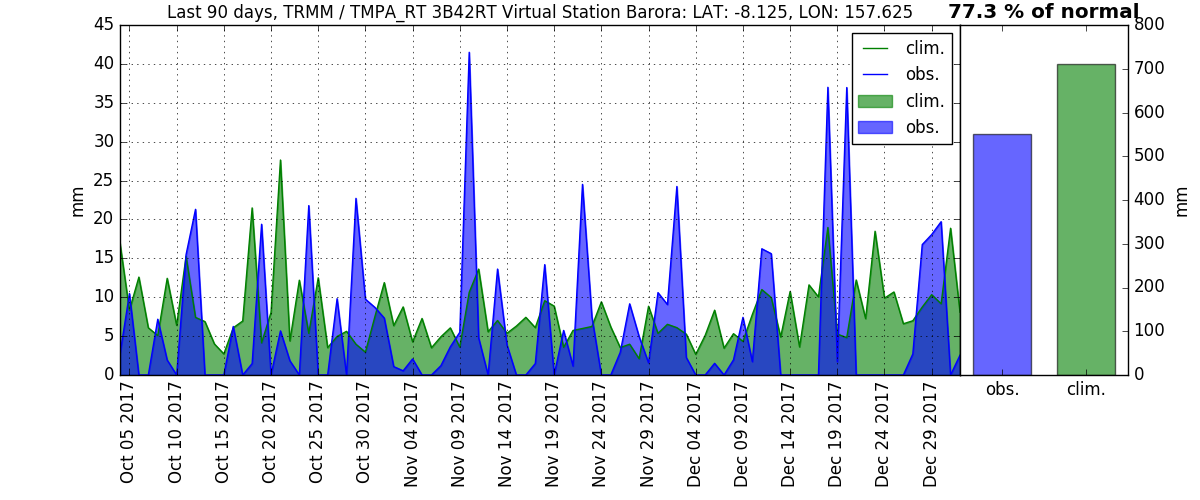 Last 90 days, TRMM / TMPA_RT 3B42RT Virtual Station Barora: LAT: -8.125, LON: 157.625
77.3 % of normal
45
40
35
30
25
20
15
10
5
0
mm
clim.
obs.
clim.
obs.
800
700
600
500
400
300
200
100
0
mm
Oct 05 2017
Oct 10 2017
Oct 15 2017
Oct 20 2017
Oct 25 2017
Oct 30 2017
Nov 04 2017
Nov 09 2017
Nov 14 2017
Nov 19 2017
Nov 24 2017
Nov 29 2017
Dec 04 2017
Dec 09 2017
Dec 14 2017
Dec 19 2017
Dec 24 2017
Dec 29 2017
obs.
clim.